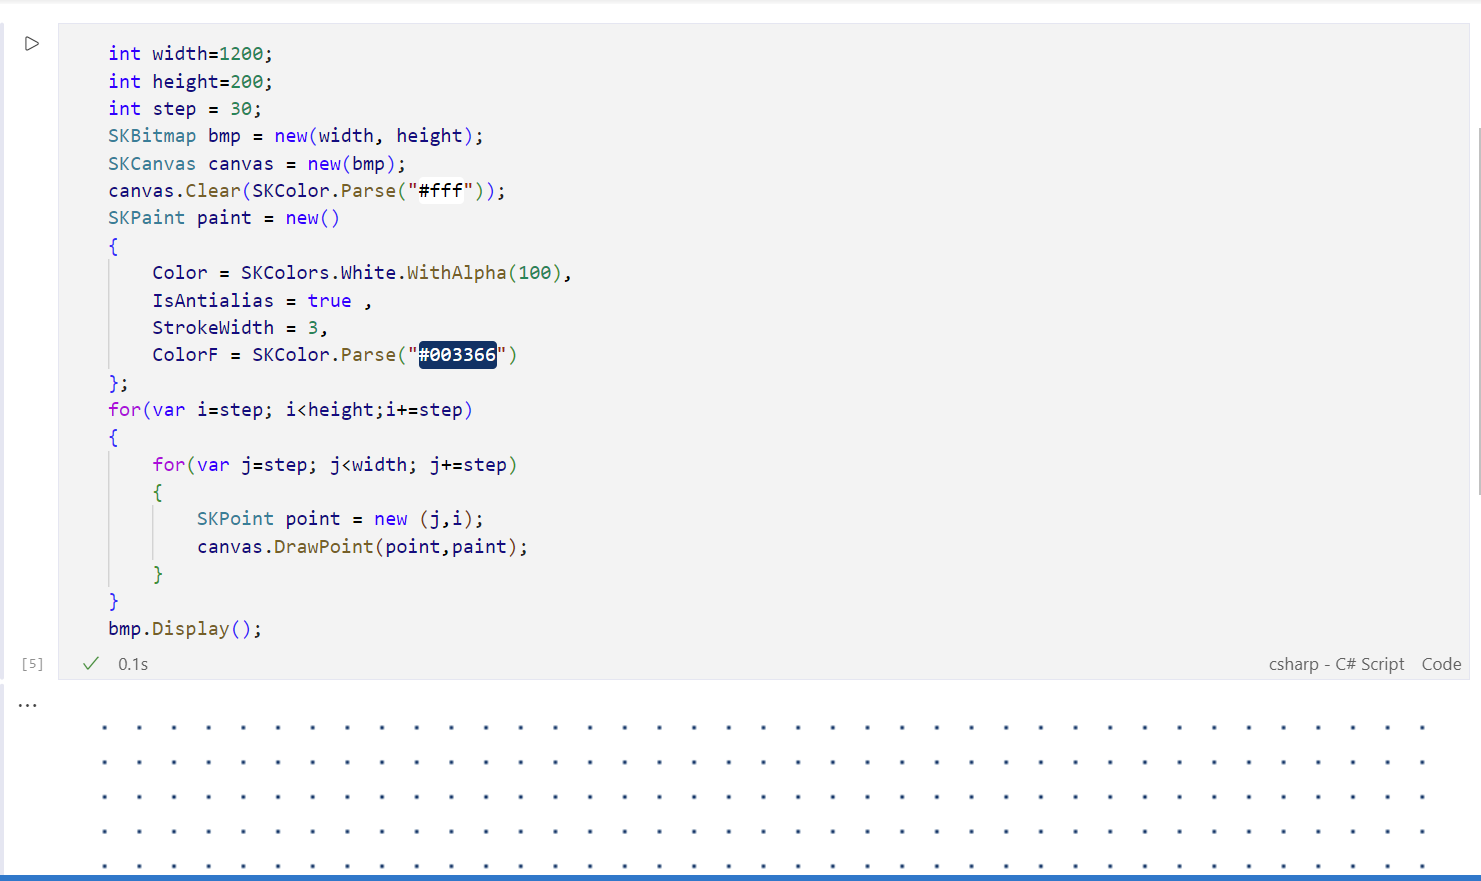 int width=1200;
int height=200;
int step = 30;
SKBitmap bmp = new(width, height);
SKCanvas canvas = new(bmp);
canvas.Clear(SKColor.Parse("#fff"));
SKPaint paint = new()
{
    Color = SKColors.White.WithAlpha(100),
    IsAntialias = true ,
    StrokeWidth = 3,
    ColorF = SKColor.Parse("#003366")
};
for(var i=step; i<height;i+=step)
{
    for(var j=step; j<width; j+=step)
    {
        SKPoint point = new (j,i);
        canvas.DrawPoint(point,paint);
    }
}
bmp.Display();
[5] ✓ 0.1s csharp - C# Script Code
...